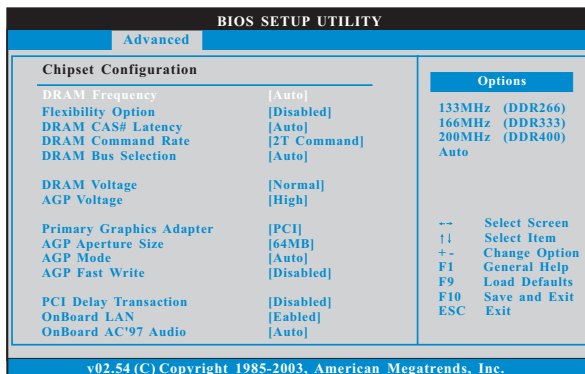 BIOS SETUP UTILITY
Advanced
Chipset Configuration
DRAM Frequency [Auto]
Flexibility Option [Disabled]
DRAM CAS# Latency [Auto]
DRAM Command Rate [2T Command]
DRAM Bus Selection [Auto]
DRAM Voltage [Normal]
AGP Voltage [High]
Primary Graphics Adapter [PCI]
AGP Aperture Size [64MB]
AGP Mode [Auto]
AGP Fast Write [Disabled]
PCI Delay Transaction [Disabled]
OnBoard LAN [Eabled]
OnBoard AC'97 Audio [Auto]
Options
133MHz (DDR266)
166MHz (DDR333)
200MHz (DDR400)
Auto
←→ Select Screen
↑↓ Select Item
+ - Change Option
F1 General Help
F9 Load Defaults
F10 Save and Exit
ESC Exit
v02.54 (C) Copyright 1985-2003, American Megatrends, Inc.